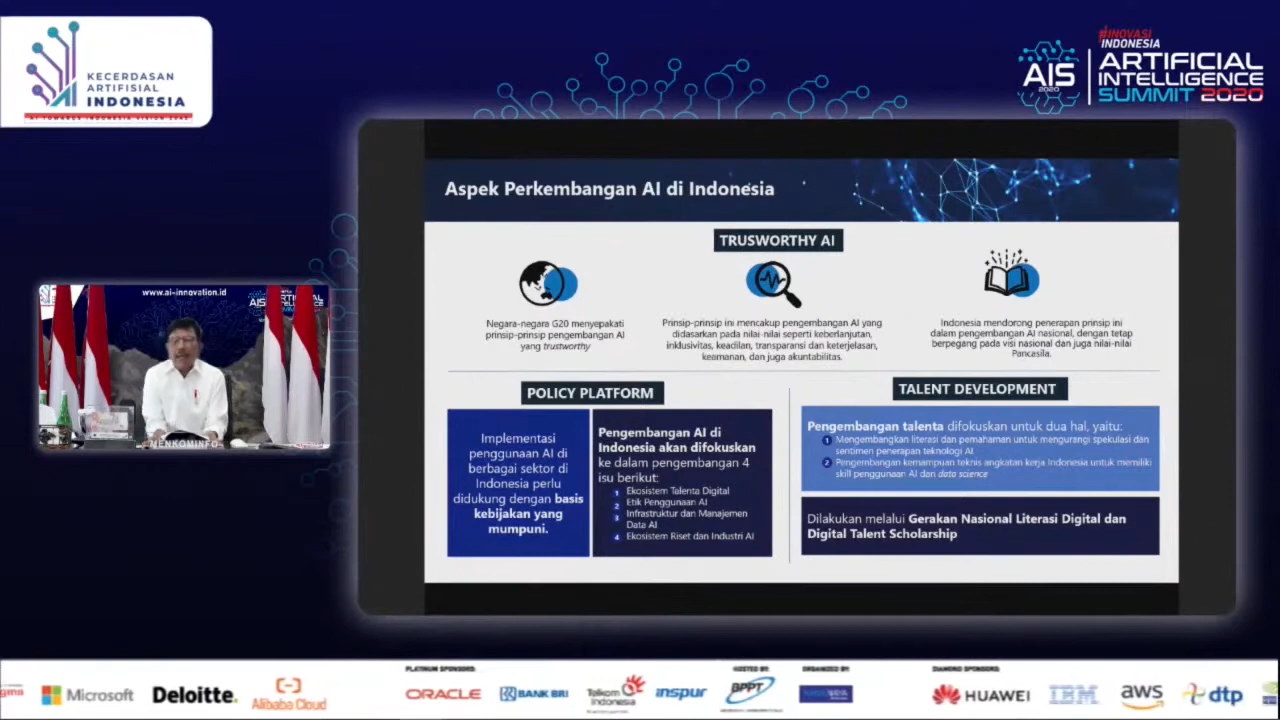 KECERDASAN
ARTIFISIAL
INDONESIA
#INOVASI
INDONESIA
AIS
2020
ARTIFICIAL
INTELLIGENCE
SUMMIT 2020
Aspek Perkembangan AI di Indonesia
TRUSWORTHY AI
Negara-negara G20 menyepakati
prinsip-prinsip pengembangan AI
yang trustworthy
Prinsip-prinsip ini mencakup pengembangan AI yang
didasarkan pada nilai-nilai seperti keberlanjutan,
inklusivitas, keadilan, transparansi dan keterjelasan,
keamanan, dan juga akuntabilitas.
Indonesia mendorong penerapan prinsip ini
dalam pengembangan AI nasional, dengan tetap
berpegang pada visi nasional dan juga nilai-nilai
Pancasila.
POLICY PLATFORM
Implementasi
penggunaan AI di
berbagai sektor di
Indonesia perlu
didukung dengan basis
kebijakan yang
mumpuni.
Pengembangan AI di
Indonesia akan difokuskan
ke dalam pengembangan 4
isu berikut:
1 Ekosistem Talenta Digital
2 Etik Penggunaan AI
3 Infrastruktur dan Manajemen
Data AI
4 Ekosistem Riset dan Industri AI
TALENT DEVELOPMENT
Pengembangan talenta difokuskan untuk dua hal, yaitu:
1 Mengembangkan literasi dan pemahaman untuk mengurangi spekulasi dan
sentimen penerapan teknologi AI
2 Pengembangan kemampuan teknis angkatan kerja Indonesia untuk memiliki
skill penggunaan AI dan data science
Dilakukan melalui Gerakan Nasional Literasi Digital dan
Digital Talent Scholarship
www.ai-innovation.id
AIS ARTIFICIAL
MENKOMINFO
PLATINUM SPONSORS:
HOSTED BY:
ORGANIZED BY:
DIAMOND SPONSORS:
gma
Microsoft
Deloitte.
Alibaba Cloud
ORACLE
BANK BRI
Telkom
Indonesia
inspur
BPPT
HUAWEI
IBM
aws
dtp